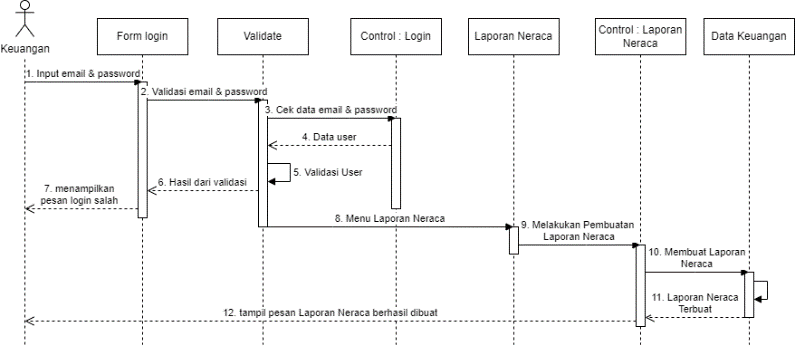 Keuangan
Form login
Validate
Control : Login
Laporan Neraca
Control : Laporan
Neraca
Data Keuangan
1. Input email & password
2. Validasi email & password
3. Cek data email & password
4. Data user
5. Validasi User
6. Hasil dari validasi
7. menampilkan
pesan login salah
8. Menu Laporan Neraca
9. Melakukan Pembuatan
Laporan Neraca
10. Membuat Laporan
Neraca
11. Laporan Neraca
Terbuat
12. tampil pesan Laporan Neraca berhasil dibuat